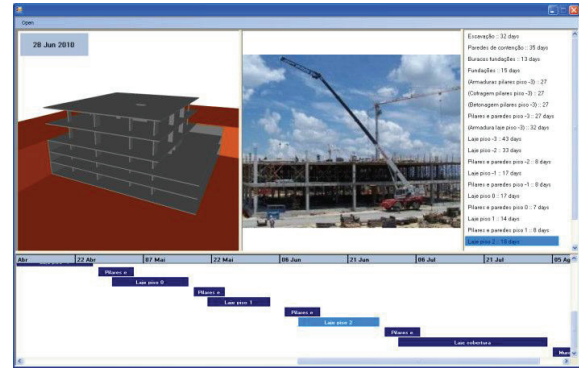 Open
28 Jun 2010
Excavação :: 32 days
Paredes de contenção :: 35 days
Buracos fundações :: 13 days
Fundações :: 15 days
(Armaduras pilares piso -3) :: 27
(Cofragem pilares piso -3) :: 27
(Betonagem pilares piso -3) :: 27
Pilares e paredes piso -3 :: 27 days
(Armadura laje piso -3) :: 32 days
Laje piso -3 :: 43 days
Laje piso -2 :: 33 days
Pilares e paredes piso -2 :: 8 days
Laje piso -1 :: 17 days
Pilares e paredes piso -1 :: 8 days
Laje piso 0 :: 17 days
Pilares e paredes piso 0 :: 7 days
Laje piso 1 :: 14 days
Pilares e paredes piso 1 :: 8 days
Laje piso 2 :: 18 days
Abr 22 Abr 07 Mai 22 Mai 06 Jun 21 Jun 06 Jul 21 Jul 05 Ag
Pilares e
Laje piso 0
Pilares e
Laje piso 1
Pilares e
Laje piso 2
Pilares e
Laje cobertura